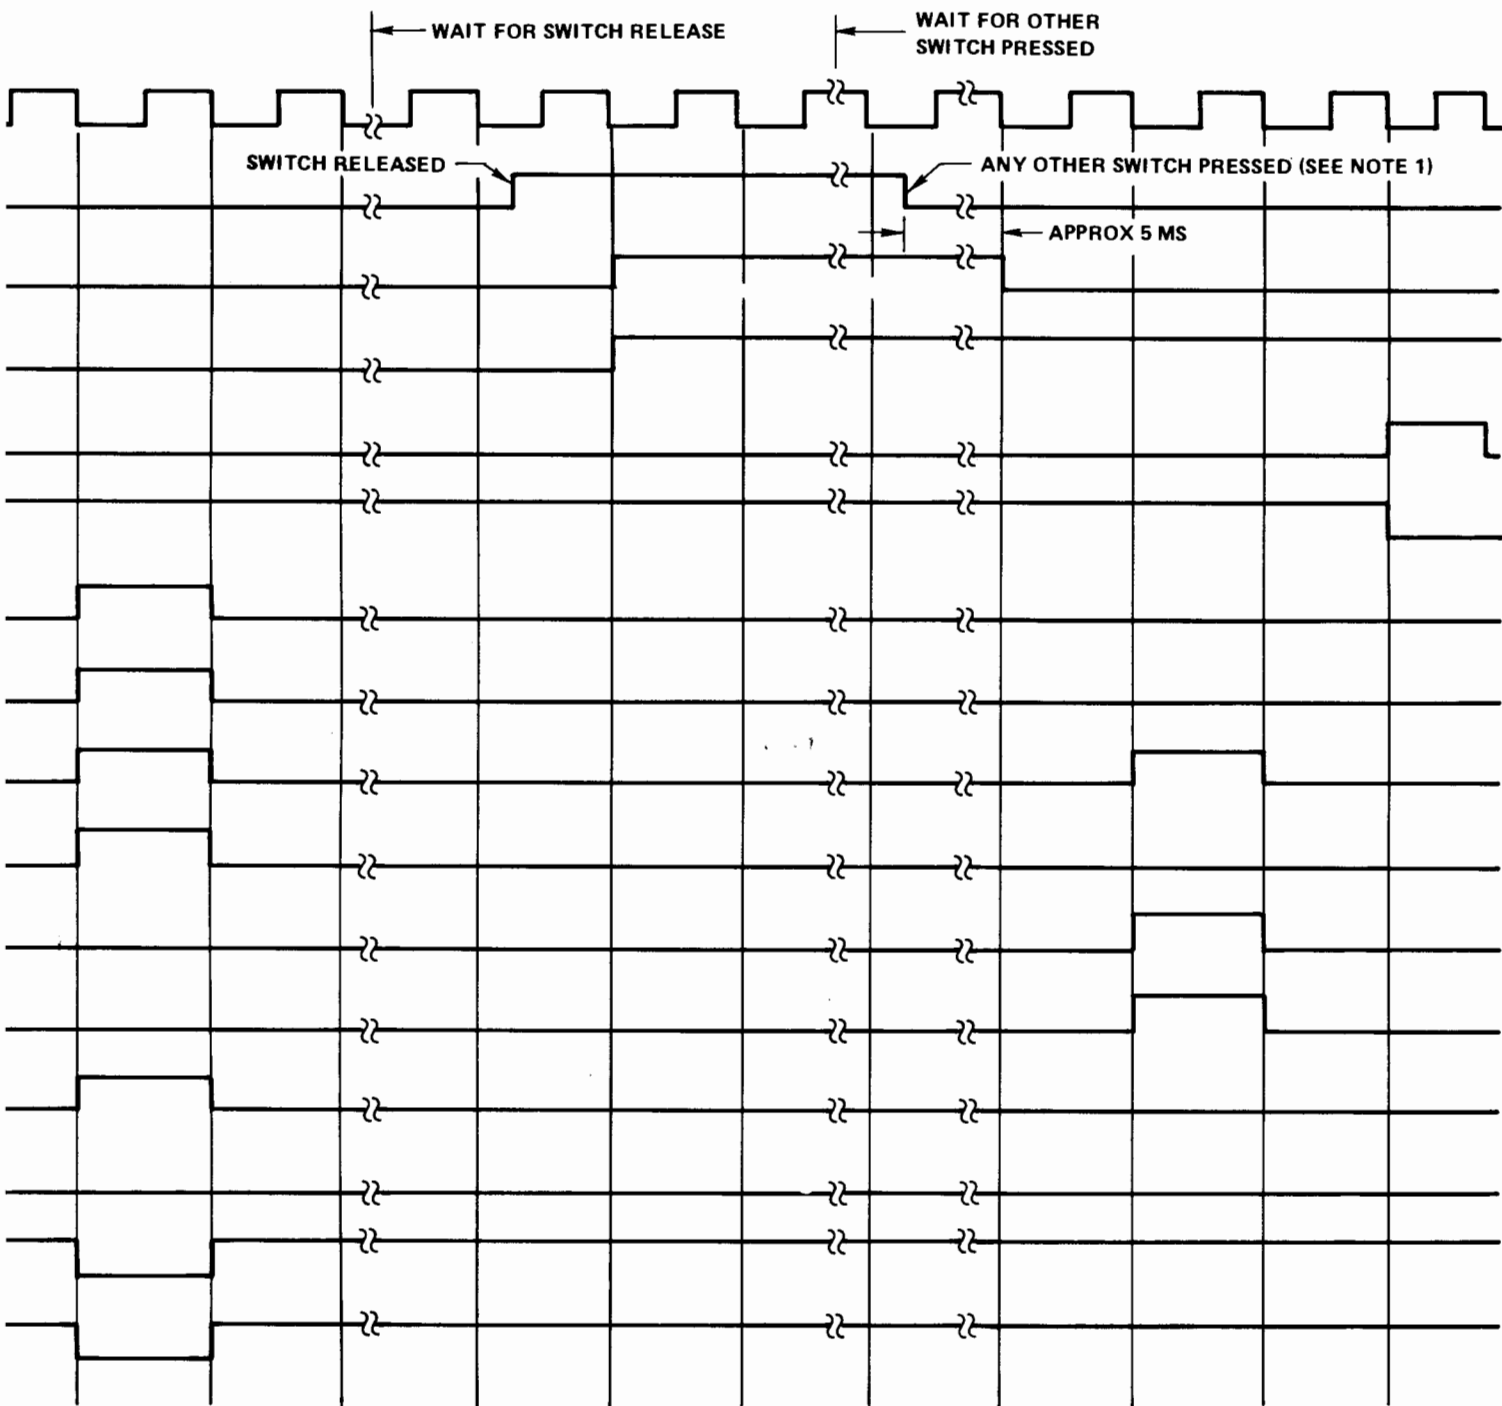 WAIT FOR SWITCH RELEASE
WAIT FOR OTHER
SWITCH PRESSED
SWITCH RELEASED
ANY OTHER SWITCH PRESSED (SEE NOTE 1)
APPROX 5 MS